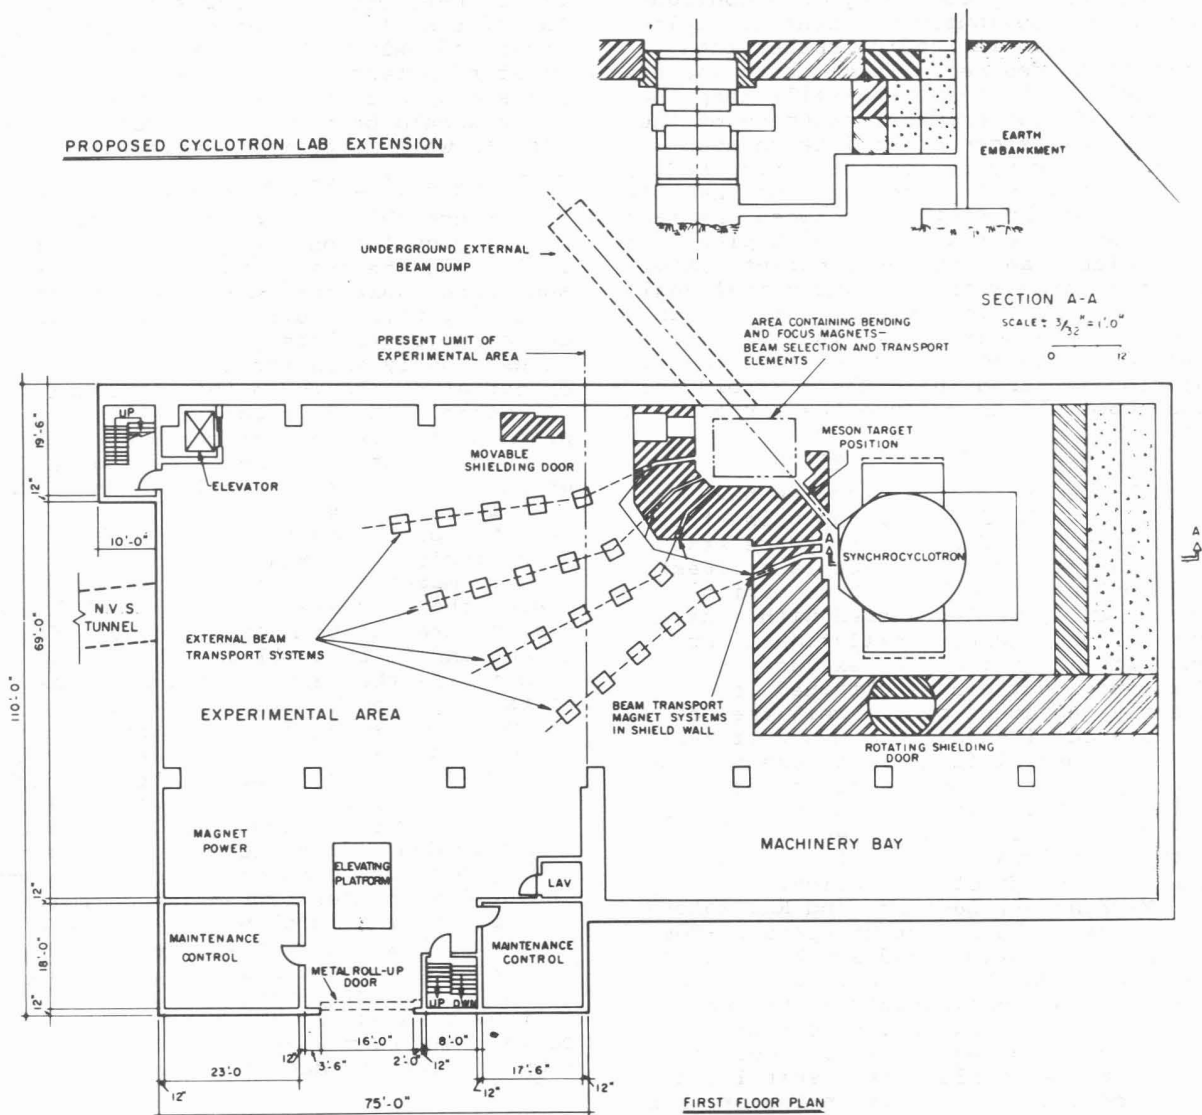 PROPOSED CYCLOTRON LAB EXTENSION
EARTH
EMBANKMENT
UNDERGROUND EXTERNAL
BEAM DUMP
SECTION A-A
SCALE : 3/32" = 1'.0"
0 12'
AREA CONTAINING BENDING
AND FOCUS MAGNETS-
BEAM SELECTION AND TRANSPORT
ELEMENTS
PRESENT LIMIT OF
EXPERIMENTAL AREA
UP
19'-6"
MOVABLE
SHIELDING DOOR
MESON TARGET
POSITION
ELEVATOR
12"
10'-0"
A
SYNCHROCYCLOTRON
A
N.V.S.
TUNNEL
69'-0"
110'-0"
EXTERNAL BEAM
TRANSPORT SYSTEMS
EXPERIMENTAL AREA
BEAM TRANSPORT
MAGNET SYSTEMS
IN SHIELD WALL
ROTATING SHIELDING
DOOR
MAGNET
POWER
MACHINERY BAY
ELEVATING
PLATFORM
LAV
12"
18'-0"
12"
MAINTENANCE
CONTROL
MAINTENANCE
CONTROL
METAL ROLL-UP
DOOR
UP DWN
16'-0" 8'-0"
12" 3'-6" 2'-0" 12"
23'-0 17'-6"
12" 12" 12"
75'-0"
FIRST FLOOR PLAN